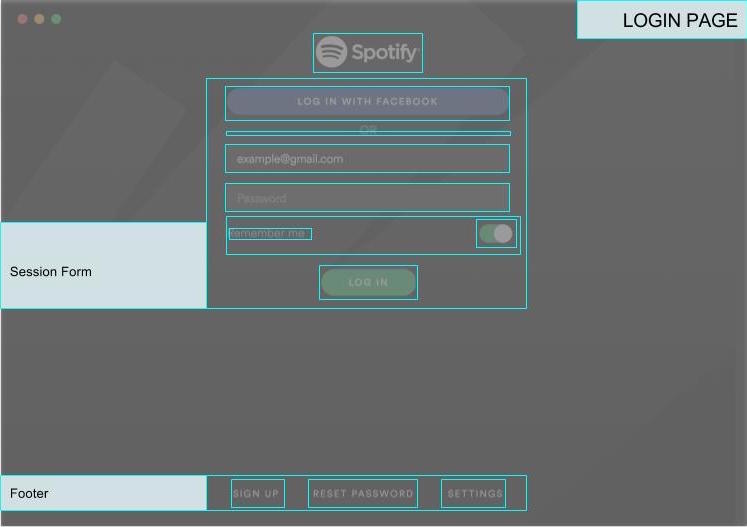 LOGIN PAGE
Spotify
LOG IN WITH FACEBOOK
OR
example@gmail.com
Password
Remember me
Session Form
LOG IN
Footer
SIGN UP
RESET PASSWORD
SETTINGS